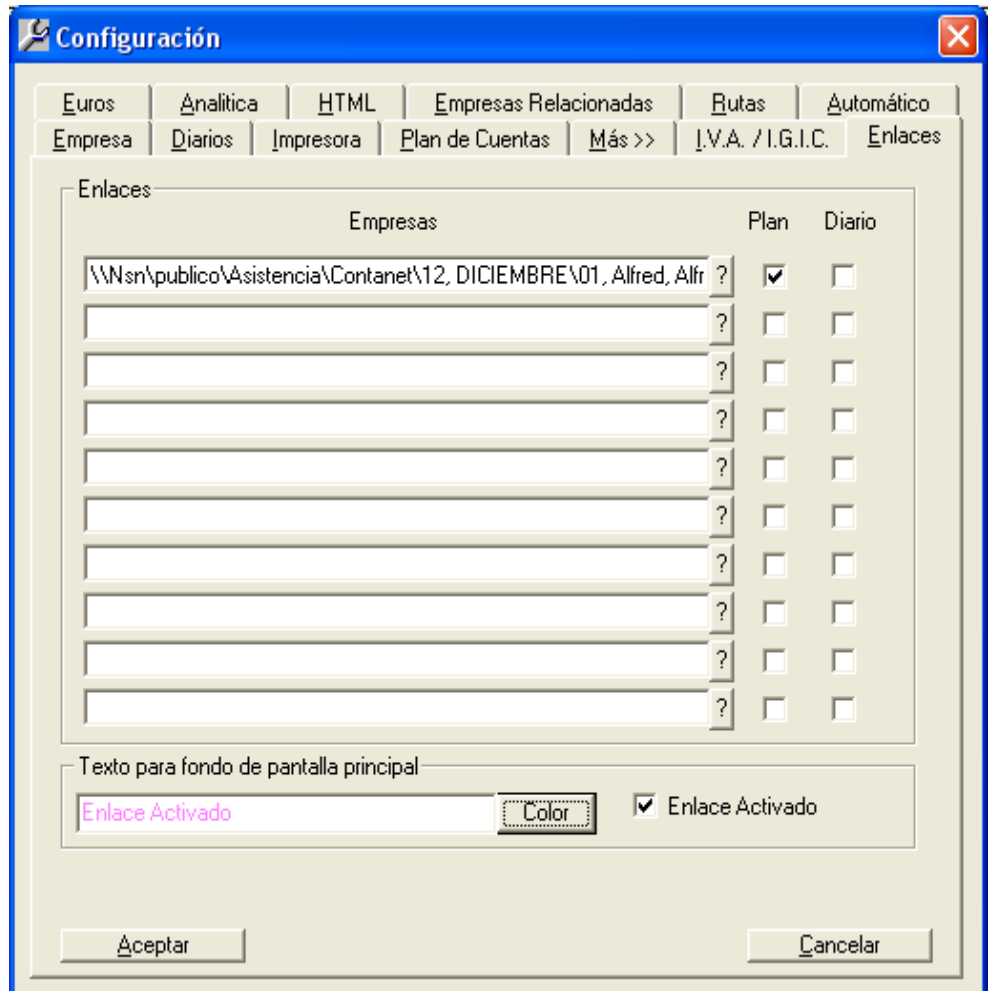 Configuración
Euros Analitica HTML Empresas Relacionadas Rutas Automático
Empresa Diarios Impresora Plan de Cuentas Más >> I.V.A. / I.G.I.C. Enlaces
Enlaces
Empresas Plan Diario
\\Nsn\publico\Asistencia\Contanet\12, DICIEMBRE\01, Alfred, Alfr ?
?
?
?
?
?
?
?
?
?
Texto para fondo de pantalla principal
Enlace Activado Color Enlace Activado
Aceptar Cancelar